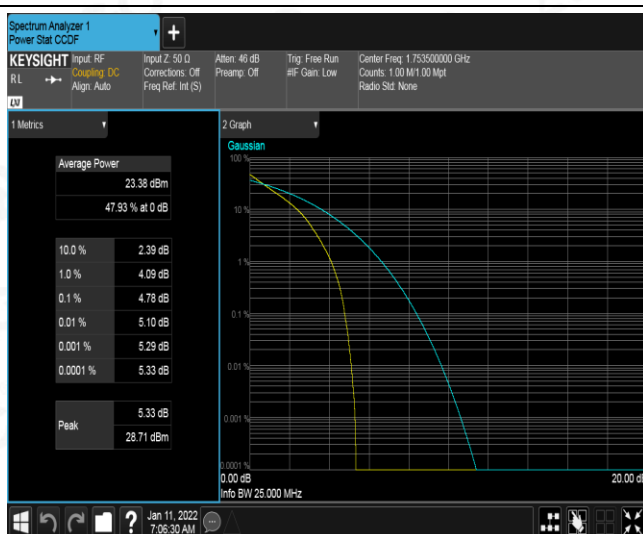 Spectrum Analyzer 1
Power Stat CCDF
+
KEYSIGHT
RL
LXI
Input: RF
Coupling: DC
Align: Auto
Input Z: 50 Ω
Corrections: Off
Freq Ref: Int (S)
Atten: 46 dB
Preamp: Off
Trig: Free Run
#IF Gain: Low
Center Freq: 1.753500000 GHz
Counts: 1.00 M/1.00 Mpt
Radio Std: None
1 Metrics
Average Power
23.38 dBm
47.93 % at 0 dB
10.0 % 2.39 dB
1.0 % 4.09 dB
0.1 % 4.78 dB
0.01 % 5.10 dB
0.001 % 5.29 dB
0.0001 % 5.33 dB
Peak
5.33 dB
28.71 dBm
2 Graph
Gaussian
100 %
10 %
1 %
0.1 %
0.01 %
0.001 %
0.0001 %
0.00 dB
20.00 d
Info BW 25.000 MHz
?
Jan 11, 2022
7:06:30 AM